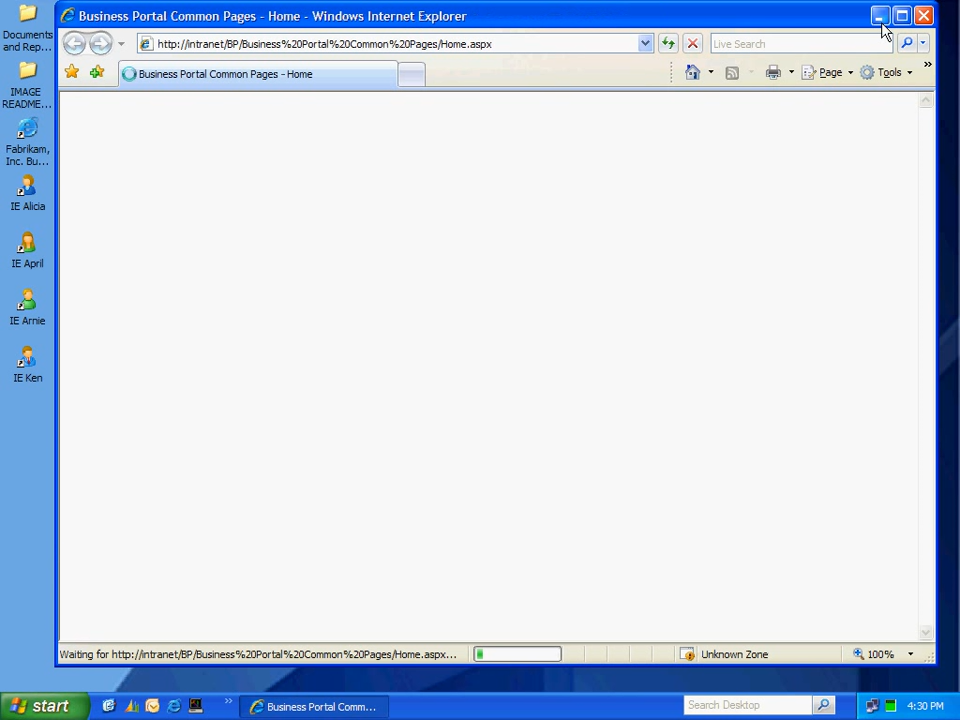 Business Portal Common Pages - Home - Windows Internet Explorer
http://intranet/BP/Business%20Portal%20Common%20Pages/Home.aspx
Live Search
Business Portal Common Pages - Home
Page
Tools
»
Documents
and Rep...
IMAGE
README...
Fabrikam,
Inc. Bu...
IE Alicia
IE April
IE Arnie
IE Ken
Waiting for http://intranet/BP/Business%20Portal%20Common%20Pages/Home.aspx...
Unknown Zone
100%
start
»
Business Portal Comm...
Search Desktop
4:30 PM